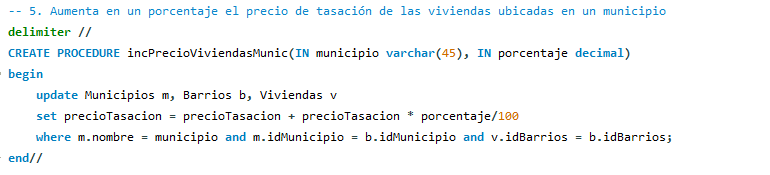 -- 5. Aumenta en un porcentaje el precio de tasación de las viviendas ubicadas en un municipio
delimiter //
CREATE PROCEDURE incPrecioViviendasMunic(IN municipio varchar(45), IN porcentaje decimal)
begin
    update Municipios m, Barrios b, Viviendas v
    set precioTasacion = precioTasacion + precioTasacion * porcentaje/100
    where m.nombre = municipio and m.idMunicipio = b.idMunicipio and v.idBarrios = b.idBarrios;
end//